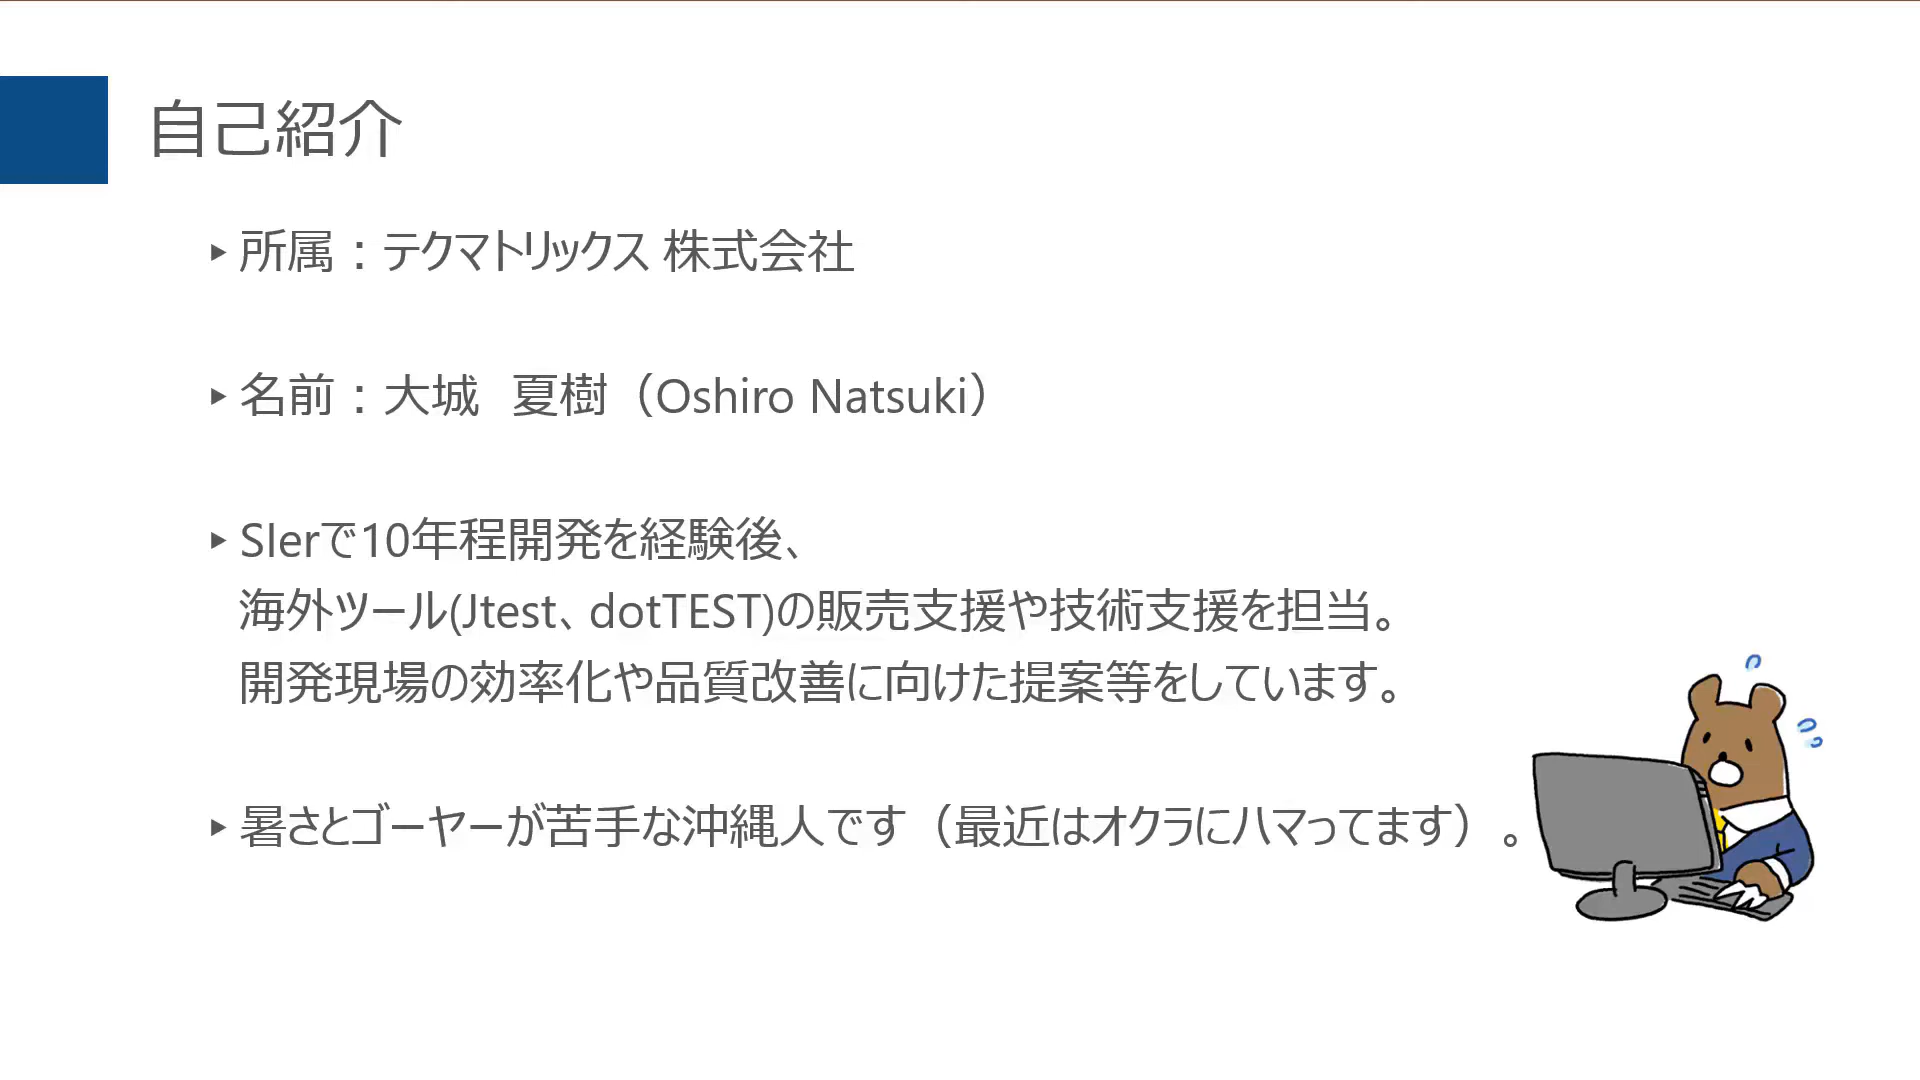 自己紹介
▸所属：テクマトリックス 株式会社
▸名前：大城　夏樹（Oshiro Natsuki）
▸SIerで10年程開発を経験後、
海外ツール(Jtest、dotTEST)の販売支援や技術支援を担当。
開発現場の効率化や品質改善に向けた提案等をしています。
▸暑さとゴーヤーが苦手な沖縄人です（最近はオクラにハマってます）。